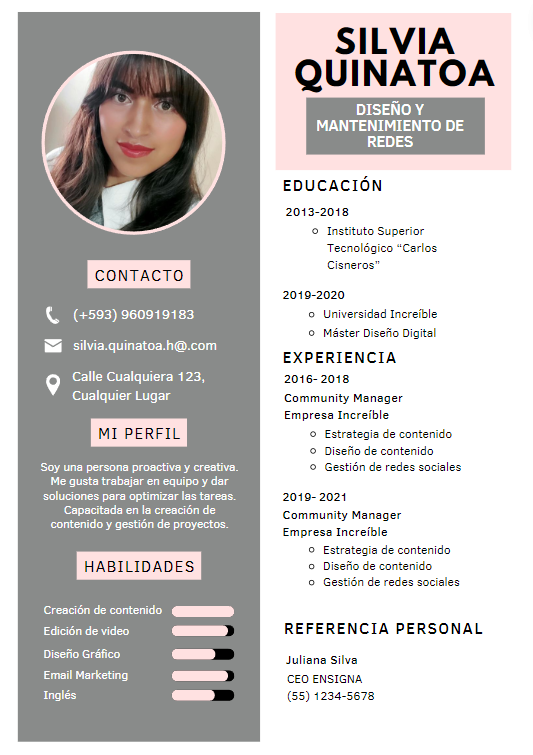 SILVIA
QUINATOA
DISEÑO Y
MANTENIMIENTO DE
REDES
CONTACTO
(+593) 960919183
silvia.quinatoa.h@.com
Calle Cualquiera 123,
Cualquier Lugar
MI PERFIL
Soy una persona proactiva y creativa.
Me gusta trabajar en equipo y dar
soluciones para optimizar las tareas.
Capacitada en la creación de
contenido y gestión de proyectos.
HABILIDADES
Creación de contenido
Edición de video
Diseño Gráfico
Email Marketing
Inglés
EDUCACIÓN
2013-2018
Instituto Superior
Tecnológico “Carlos
Cisneros”
2019-2020
Universidad Increíble
Máster Diseño Digital
EXPERIENCIA
2016- 2018
Community Manager
Empresa Increíble
Estrategia de contenido
Diseño de contenido
Gestión de redes sociales
2019- 2021
Community Manager
Empresa Increíble
Estrategia de contenido
Diseño de contenido
Gestión de redes sociales
REFERENCIA PERSONAL
Juliana Silva
CEO ENSIGNA
(55) 1234-5678